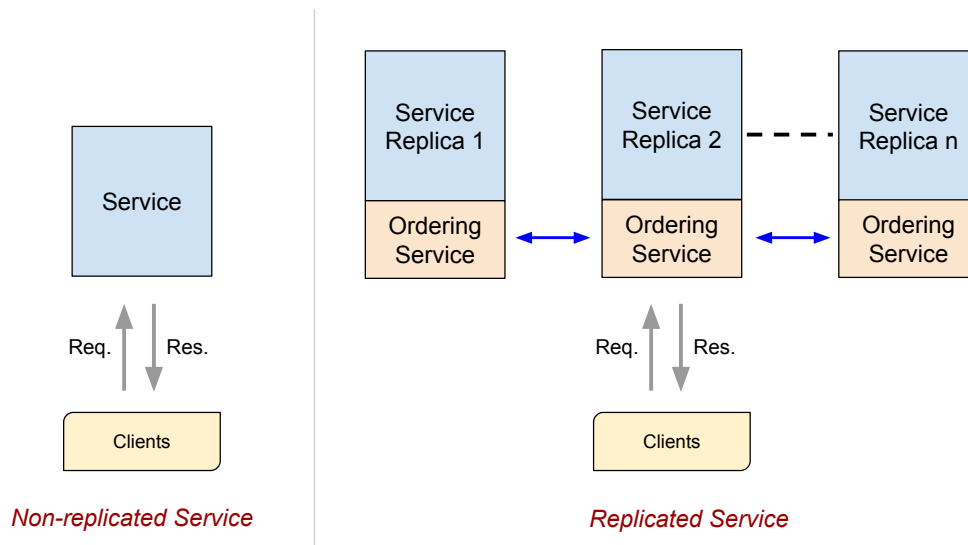 Service
Req.
Res.
Clients
Non-replicated Service
Service
Replica 1
Ordering
Service
Service
Replica 2
Ordering
Service
Service
Replica n
Ordering
Service
Req.
Res.
Clients
Replicated Service